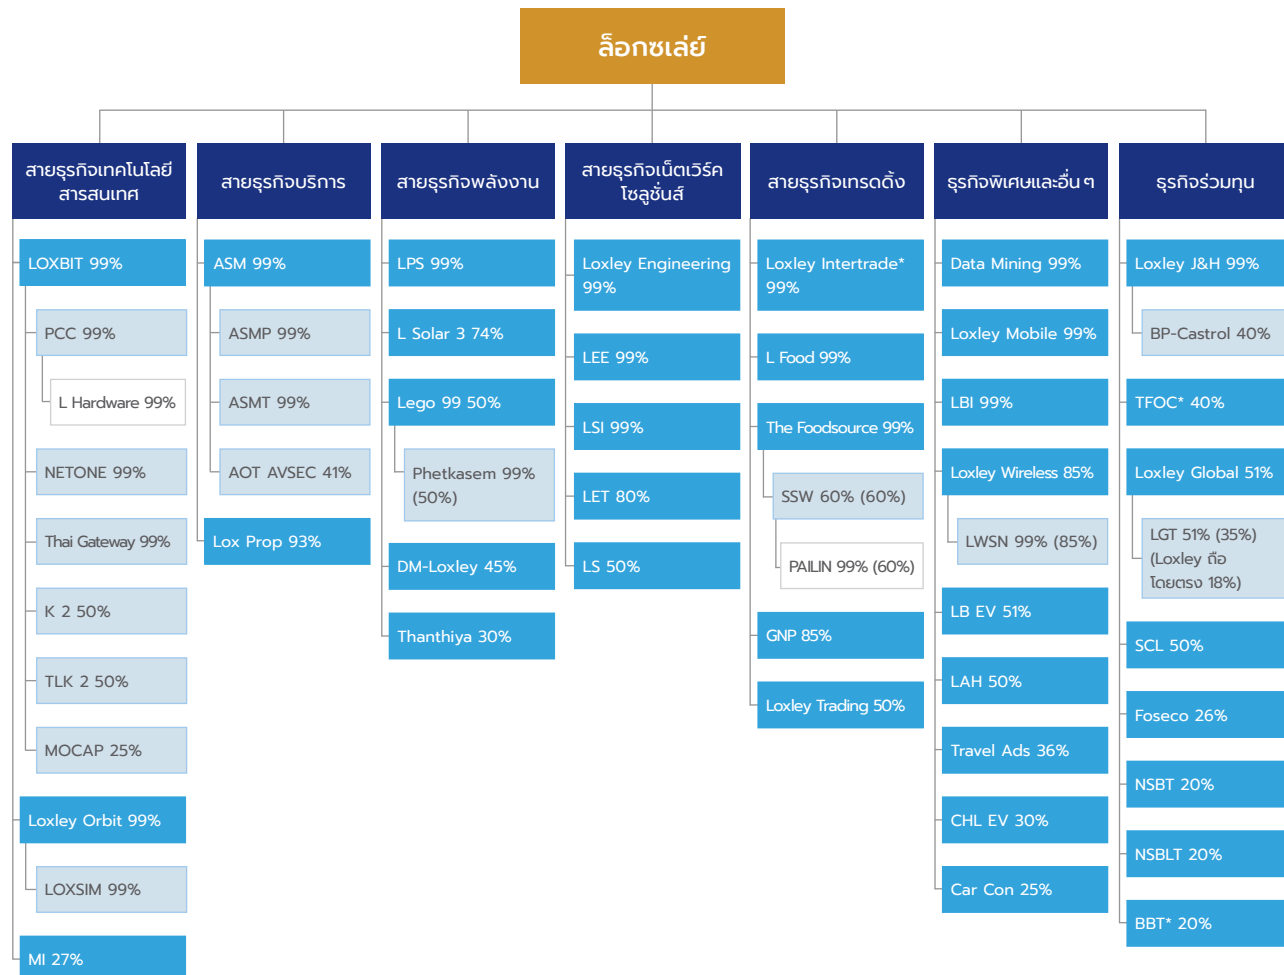 ล็อกซเล่ย์
สายธุรกิจเทคโนโลยี
สารสนเทศ
LOXBIT 99%
PCC 99%
L Hardware 99%
NETONE 99%
Thai Gateway 99%
K 2 50%
TLK 2 50%
MOCAP 25%
Loxley Orbit 99%
LOXSIM 99%
MI 27%
สายธุรกิจบริการ
ASM 99%
ASMP 99%
ASMT 99%
AOT AVSEC 41%
Lox Prop 93%
สายธุรกิจพลังงาน
LPS 99%
L Solar 3 74%
Lego 99 50%
Phetkasem 99%
(50%)
DM-Loxley 45%
Thanthiya 30%
สายธุรกิจเน็ตเวิร์ค
โซลูชั่นส์
Loxley Engineering
99%
LEE 99%
LSI 99%
LET 80%
LS 50%
สายธุรกิจเทรดดิ้ง
Loxley Intertrade*
99%
L Food 99%
The Foodsource 99%
SSW 60% (60%)
PAILIN 99% (60%)
GNP 85%
Loxley Trading 50%
ธุรกิจพิเศษและอื่น ๆ
Data Mining 99%
Loxley Mobile 99%
LBI 99%
Loxley Wireless 85%
LWSN 99% (85%)
LB EV 51%
LAH 50%
Travel Ads 36%
CHL EV 30%
Car Con 25%
ธุรกิจร่วมทุน
Loxley J&H 99%
BP-Castrol 40%
TFOC* 40%
Loxley Global 51%
LGT 51% (35%)
(Loxley ถือ
โดยตรง 18%)
SCL 50%
Foseco 26%
NSBT 20%
NSBLT 20%
BBT* 20%